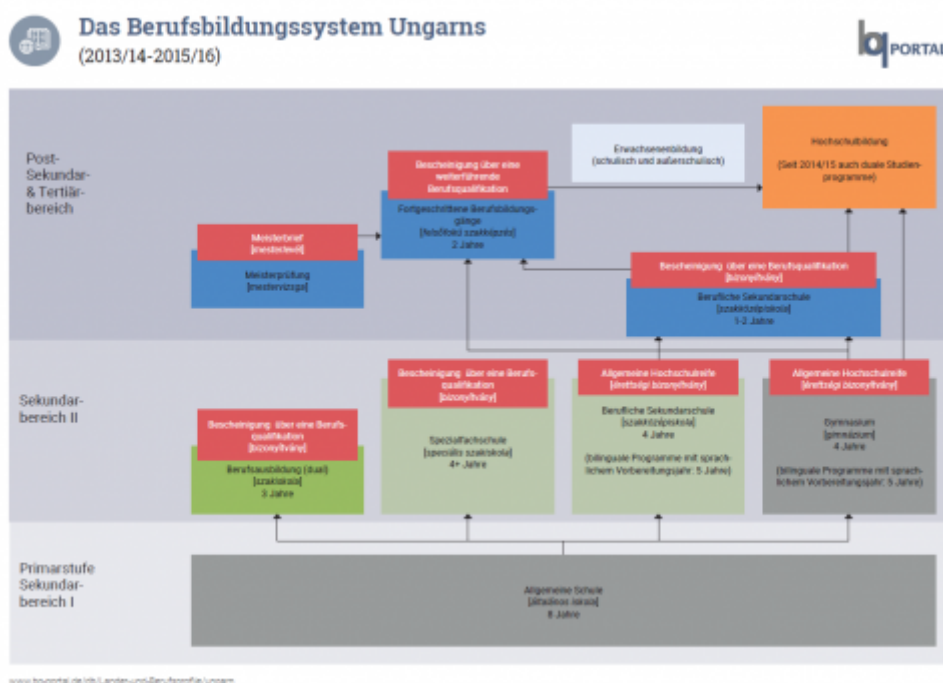 Das Berufsbildungssystem Ungarns
(2013/14-2015/16)
bq PORTAL
Post-
Sekundar-
& Tertiär-
bereich
Bescheinigung über eine
weiterführende
Berufsqualifikation
Fortgeschrittene Berufsbildungs-
gänge
[felsőfokú szakképzés]
2 Jahre
Erwachsenenbildung
(schulisch und außerschulisch)
Hochschulbildung
(Seit 2014/15 auch duale Studien-
programme)
Meisterbrief
[mesterlevél]
Meisterprüfung
[mestervizsga]
Bescheinigung über eine Berufsqualifikation
[bizonyítvány]
Berufliche Sekundarschule
[szakközépiskola]
1-2 Jahre
Sekundar-
bereich II
Bescheinigung über eine Berufs-
qualifikation
[bizonyítvány]
Berufsausbildung (dual)
[szakiskola]
3 Jahre
Bescheinigung über eine Berufs-
qualifikation
[bizonyítvány]
Spezialfachschule
[speciális szakiskola]
4+ Jahre
Allgemeine Hochschulreife
[érettségi bizonyítvány]
Berufliche Sekundarschule
[szakközépiskola]
4 Jahre
(bilinguale Programme mit sprach-
lichem Vorbereitungsjahr: 5 Jahre)
Allgemeine Hochschulreife
[érettségi bizonyítvány]
Gymnasium
[gimnázium]
4 Jahre
(bilinguale Programme mit sprach-
lichem Vorbereitungsjahr: 5 Jahre)
Primarstufe
Sekundar-
bereich I
Allgemeine Schule
[általános iskola]
8 Jahre